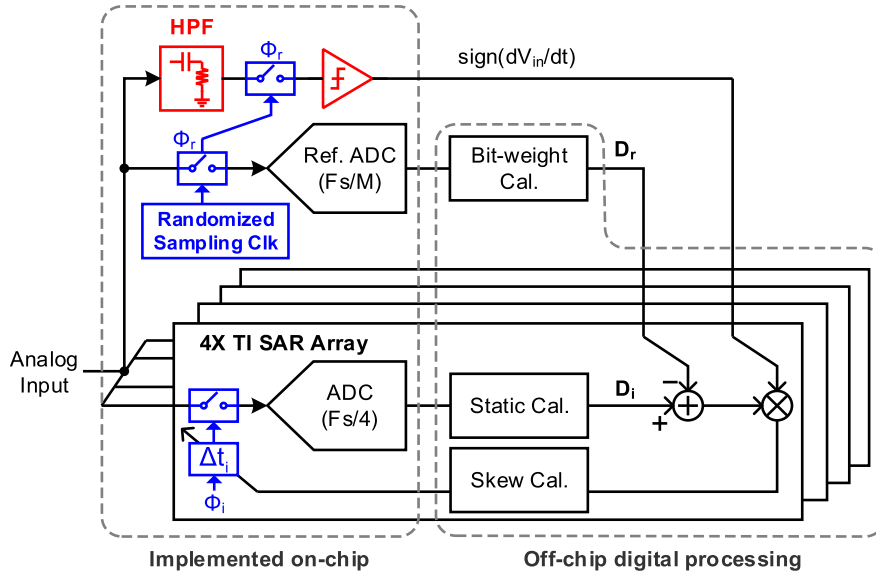 HPF
Φr
sign(dVin/dt)
Φr
Ref. ADC
(Fs/M)
Bit-weight
Cal.
Dr
Randomized
Sampling Clk
4X TI SAR Array
Analog
Input
ADC
(Fs/4)
Static Cal.
Di
−
+
Δti
Skew Cal.
Φi
Implemented on-chip
Off-chip digital processing